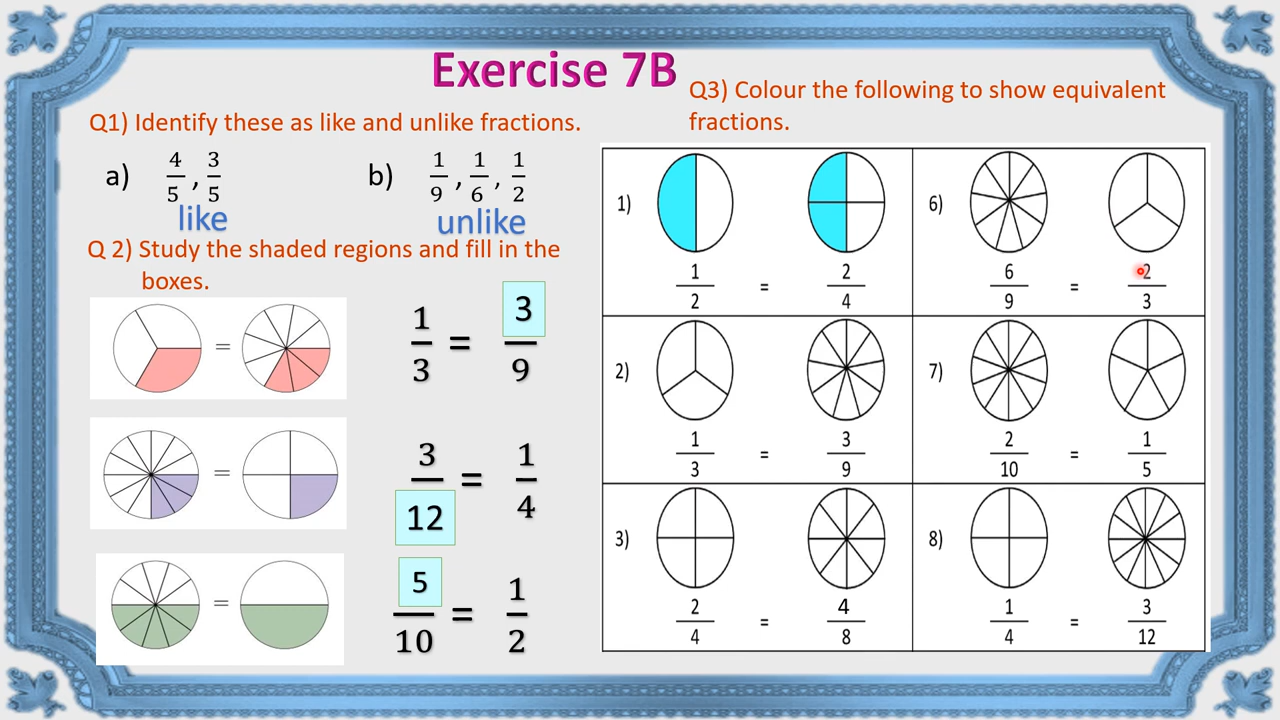 Exercise 7B
Q1) Identify these as like and unlike fractions.
a) 4/5 , 3/5
like
b) 1/9 , 1/6 , 1/2
unlike
Q 2) Study the shaded regions and fill in the
boxes.
=
1/3 = 3/9
=
3/12 = 1/4
=
5/10 = 1/2
Q3) Colour the following to show equivalent
fractions.
1)
1/2 = 2/4
6)
6/9 = 2/3
2)
1/3 = 3/9
7)
2/10 = 1/5
3)
2/4 = 4/8
8)
1/4 = 3/12